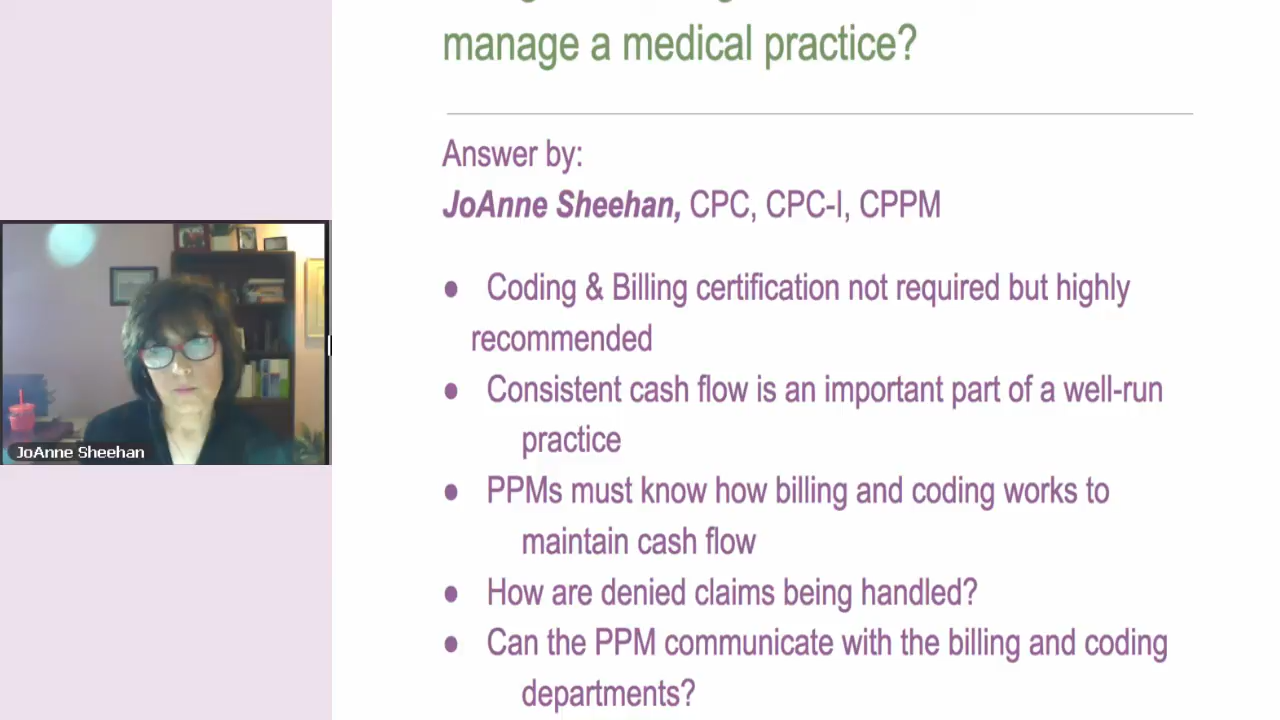 manage a medical practice?
Answer by:
JoAnne Sheehan, CPC, CPC-I, CPPM
● Coding & Billing certification not required but highly
recommended
● Consistent cash flow is an important part of a well-run
practice
● PPMs must know how billing and coding works to
maintain cash flow
● How are denied claims being handled?
● Can the PPM communicate with the billing and coding
departments?
JoAnne Sheehan